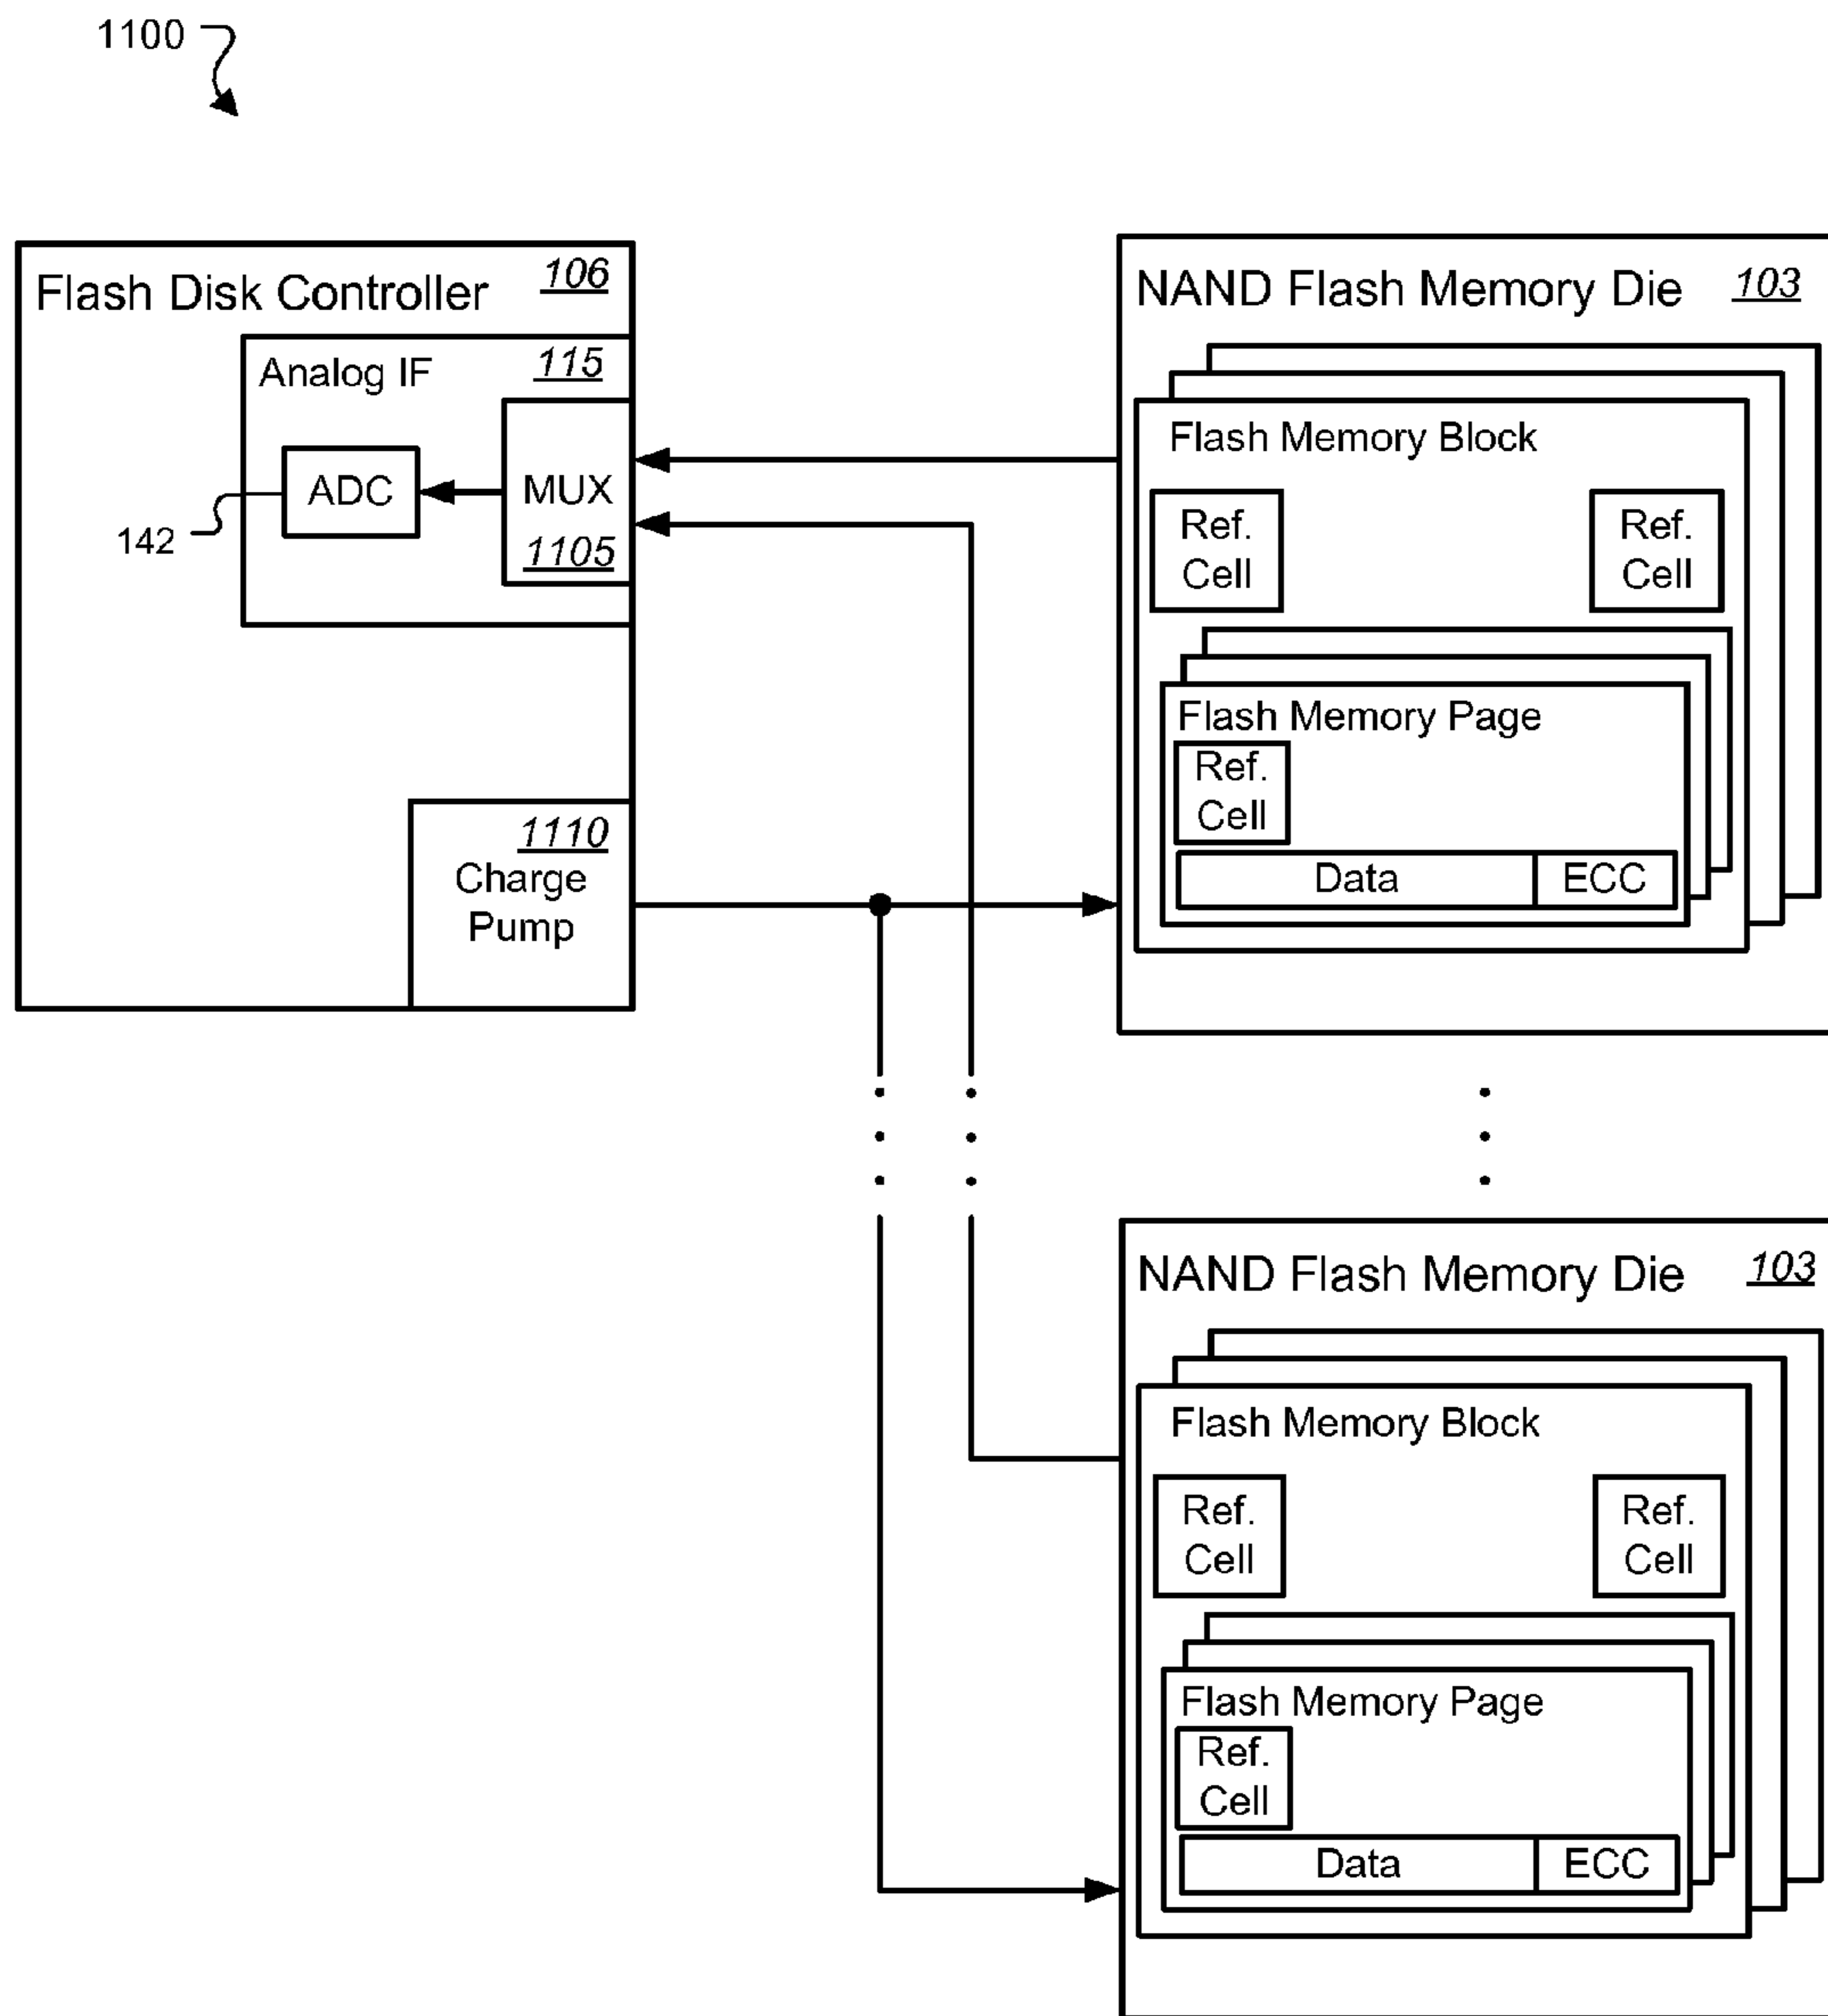 1100
Flash Disk Controller 106
Analog IF 115
ADC
MUX
1105
142
1110
Charge
Pump
NAND Flash Memory Die 103
Flash Memory Block
Ref.
Cell
Ref.
Cell
Flash Memory Page
Ref.
Cell
Data ECC
NAND Flash Memory Die 103
Flash Memory Block
Ref.
Cell
Ref.
Cell
Flash Memory Page
Ref.
Cell
Data ECC